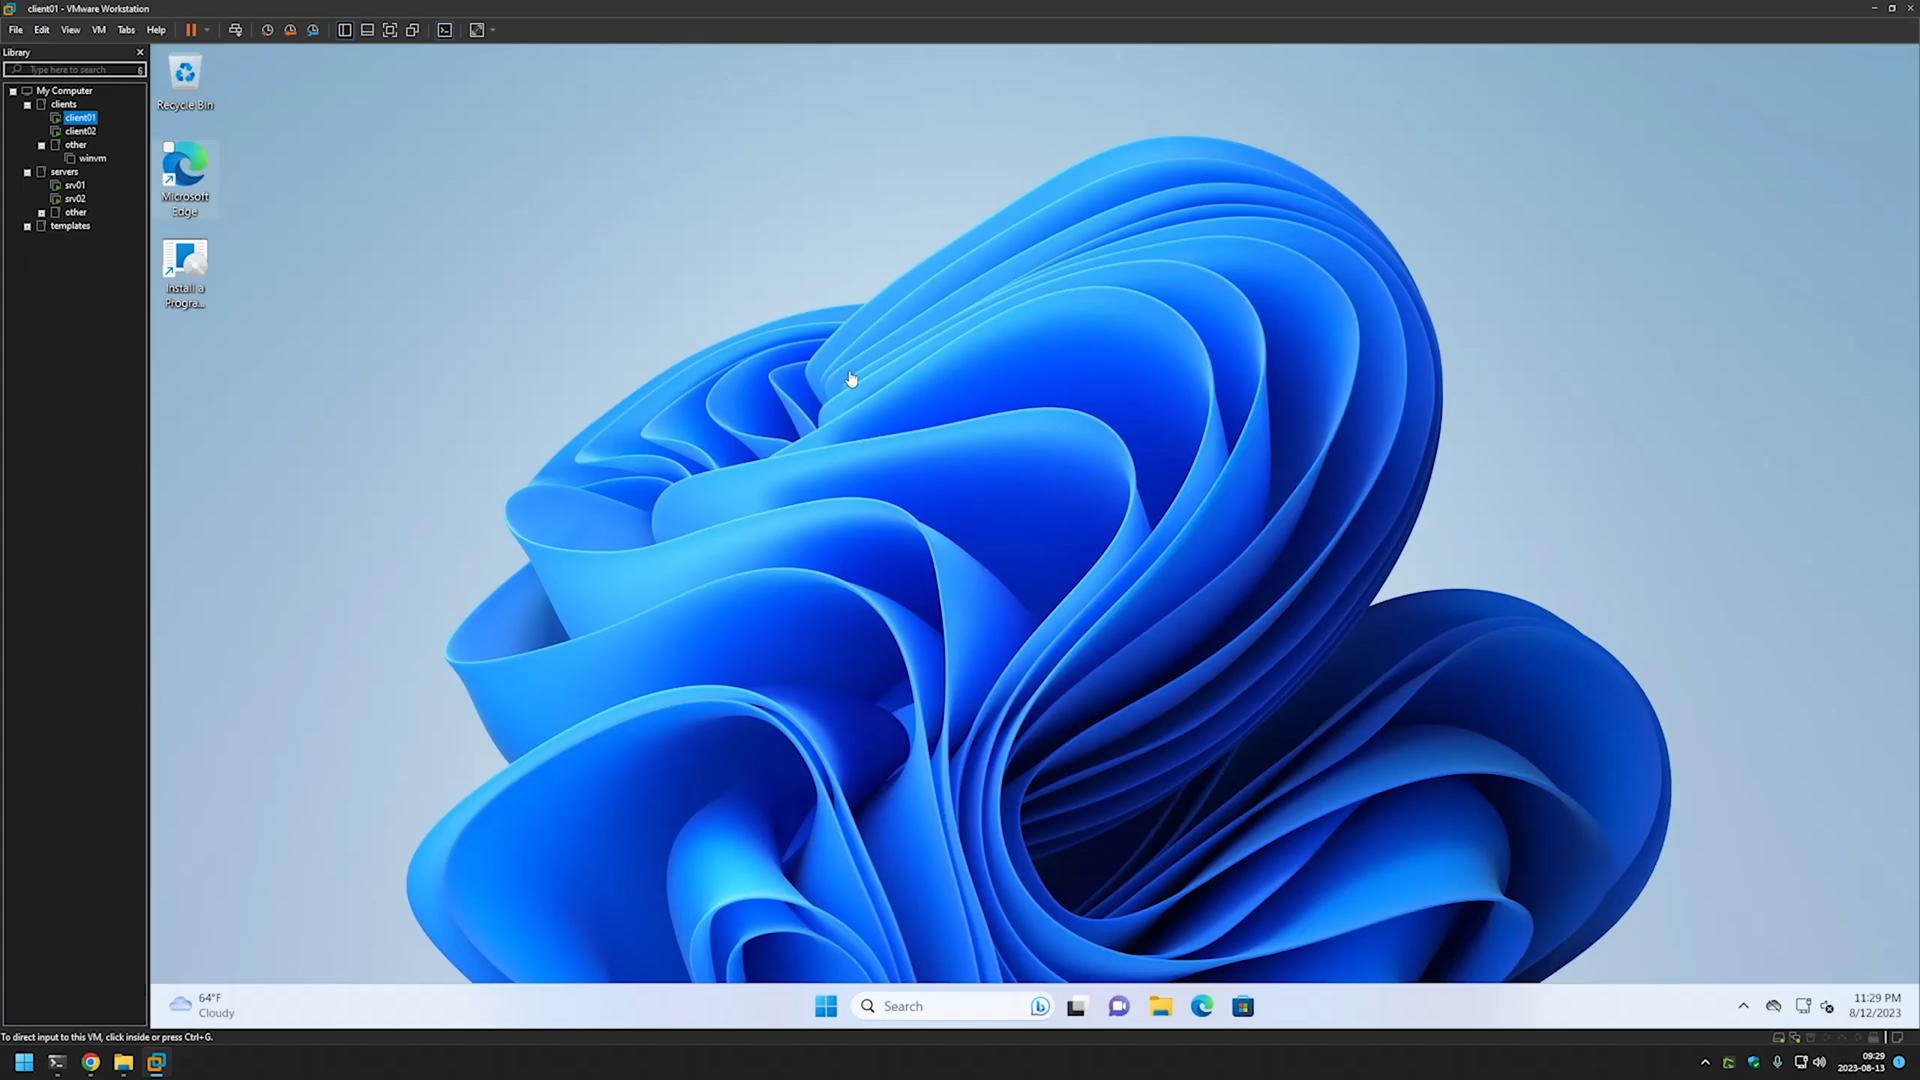 client01 - VMware Workstation
File Edit View VM Tabs Help
Library
Type here to search
My Computer
clients
client01
client02
other
winvm
servers
srv01
srv02
other
templates
Recycle Bin
Microsoft
Edge
Install a
Progra...
64°F
Cloudy
Search
11:29 PM
8/12/2023
To direct input to this VM, click inside or press Ctrl+G.
09:29
2023-08-13